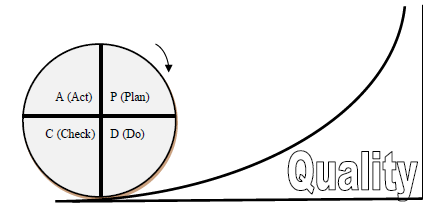 A (Act) P (Plan)
C (Check) D (Do)
Quality